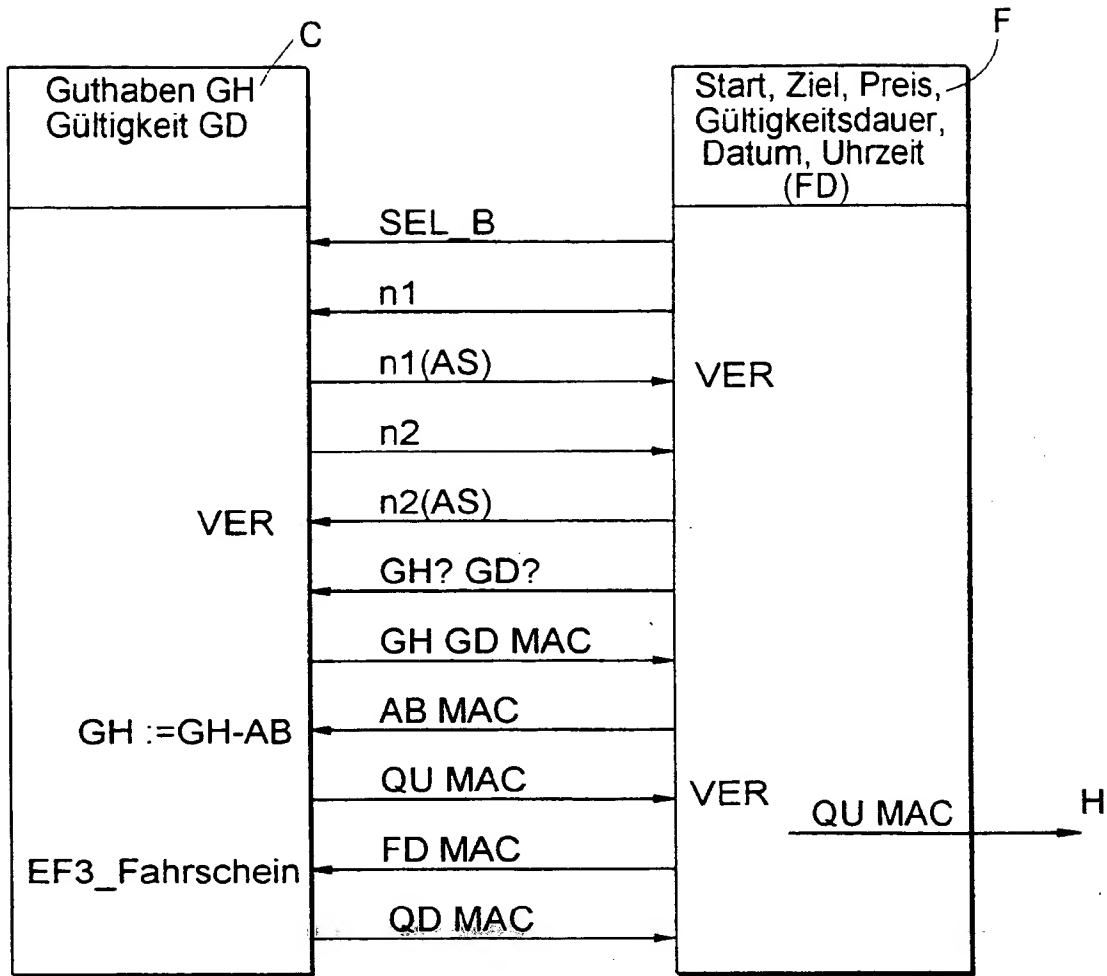 C
F
Guthaben GH
Gültigkeit GD
Start, Ziel, Preis,
Gültigkeitsdauer,
Datum, Uhrzeit
(FD)
SEL_B
n1
n1(AS)
VER
n2
n2(AS)
VER
GH? GD?
GH GD MAC
AB MAC
GH :=GH-AB
QU MAC
VER
QU MAC
H
FD MAC
EF3_Fahrschein
QD MAC